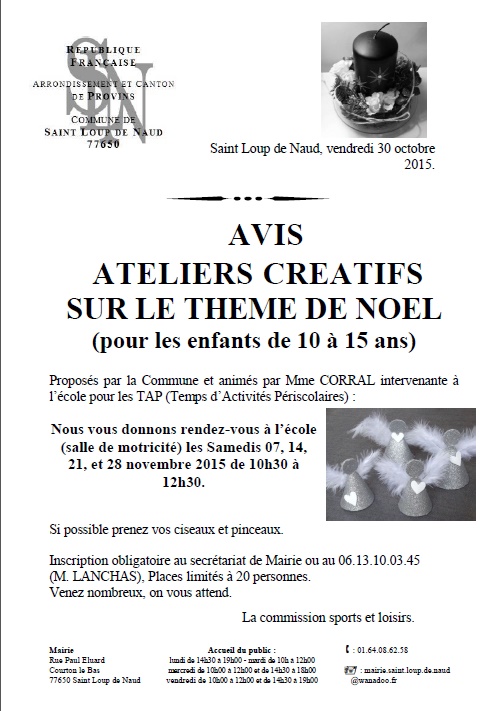 REPUBLIQUE
FRANÇAISE
ARRONDISSEMENT ET CANTON
DE PROVINS
COMMUNE DE
SAINT LOUP DE NAUD
77650
SLN
Saint Loup de Naud, vendredi 30 octobre
2015.
AVIS
ATELIERS CREATIFS
SUR LE THEME DE NOEL
(pour les enfants de 10 à 15 ans)
Proposés par la Commune et animés par Mme CORRAL intervenante à
l'école pour les TAP (Temps d'Activités Périscolaires) :
Nous vous donnons rendez-vous à l'école
(salle de motricité) les Samedis 07, 14,
21, et 28 novembre 2015 de 10h30 à
12h30.
Si possible prenez vos ciseaux et pinceaux.
Inscription obligatoire au secrétariat de Mairie ou au 06.13.10.03.45
(M. LANCHAS), Places limités à 20 personnes.
Venez nombreux, on vous attend.
La commission sports et loisirs.
Mairie
Rue Paul Eluard
Courton le Bas
77650 Saint Loup de Naud
Accueil du public :
lundi de 14h30 à 19h00 - mardi de 10h à 12h00
mercredi de 10h00 à 12h00 et de 14h30 à 18h00
vendredi de 10h00 à 12h00 et de 14h30 à 19h00
: 01.64.08.62.58
: mairie.saint.loup.de.naud
@wanadoo.fr